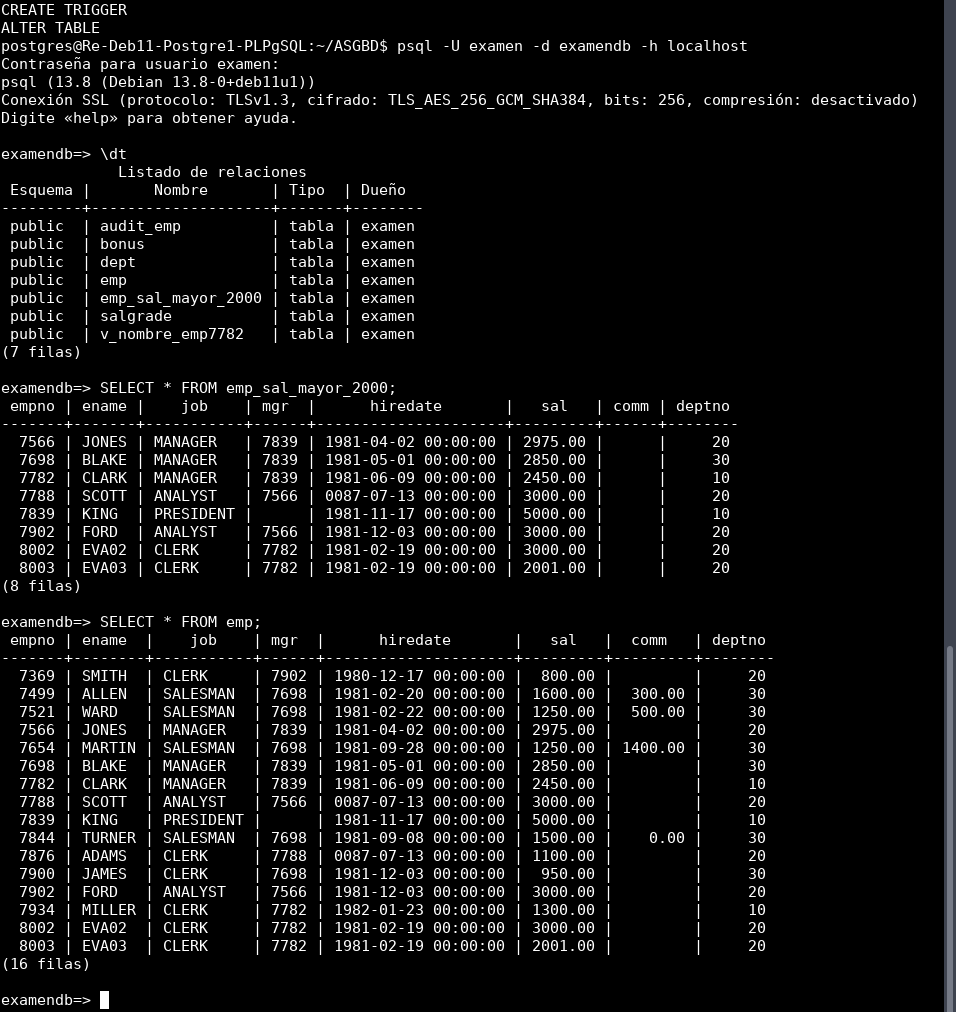 CREATE TRIGGER
ALTER TABLE
postgres@Re-Deb11-Postgre1-PLPgSQL:~/ASGBD$ psql -U examen -d examendb -h localhost
Contraseña para usuario examen:
psql (13.8 (Debian 13.8-0+deb11u1))
Conexión SSL (protocolo: TLSv1.3, cifrado: TLS_AES_256_GCM_SHA384, bits: 256, compresión: desactivado)
Digite «help» para obtener ayuda.

examendb=> \dt
             Listado de relaciones
 Esquema |       Nombre       | Tipo  | Dueño
---------+--------------------+-------+--------
 public  | audit_emp          | tabla | examen
 public  | bonus              | tabla | examen
 public  | dept               | tabla | examen
 public  | emp                | tabla | examen
 public  | emp_sal_mayor_2000 | tabla | examen
 public  | salgrade           | tabla | examen
 public  | v_nombre_emp7782   | tabla | examen
(7 filas)

examendb=> SELECT * FROM emp_sal_mayor_2000;
 empno | ename |    job    | mgr  |      hiredate       |   sal   | comm | deptno
-------+-------+-----------+------+---------------------+---------+------+--------
  7566 | JONES | MANAGER   | 7839 | 1981-04-02 00:00:00 | 2975.00 |      |     20
  7698 | BLAKE | MANAGER   | 7839 | 1981-05-01 00:00:00 | 2850.00 |      |     30
  7782 | CLARK | MANAGER   | 7839 | 1981-06-09 00:00:00 | 2450.00 |      |     10
  7788 | SCOTT | ANALYST   | 7566 | 0087-07-13 00:00:00 | 3000.00 |      |     20
  7839 | KING  | PRESIDENT |      | 1981-11-17 00:00:00 | 5000.00 |      |     10
  7902 | FORD  | ANALYST   | 7566 | 1981-12-03 00:00:00 | 3000.00 |      |     20
  8002 | EVA02 | CLERK     | 7782 | 1981-02-19 00:00:00 | 3000.00 |      |     20
  8003 | EVA03 | CLERK     | 7782 | 1981-02-19 00:00:00 | 2001.00 |      |     20
(8 filas)

examendb=> SELECT * FROM emp;
 empno | ename  |    job    | mgr  |      hiredate       |   sal   |  comm   | deptno
-------+--------+-----------+------+---------------------+---------+---------+--------
  7369 | SMITH  | CLERK     | 7902 | 1980-12-17 00:00:00 |  800.00 |         |     20
  7499 | ALLEN  | SALESMAN  | 7698 | 1981-02-20 00:00:00 | 1600.00 |  300.00 |     30
  7521 | WARD   | SALESMAN  | 7698 | 1981-02-22 00:00:00 | 1250.00 |  500.00 |     30
  7566 | JONES  | MANAGER   | 7839 | 1981-04-02 00:00:00 | 2975.00 |         |     20
  7654 | MARTIN | SALESMAN  | 7698 | 1981-09-28 00:00:00 | 1250.00 | 1400.00 |     30
  7698 | BLAKE  | MANAGER   | 7839 | 1981-05-01 00:00:00 | 2850.00 |         |     30
  7782 | CLARK  | MANAGER   | 7839 | 1981-06-09 00:00:00 | 2450.00 |         |     10
  7788 | SCOTT  | ANALYST   | 7566 | 0087-07-13 00:00:00 | 3000.00 |         |     20
  7839 | KING   | PRESIDENT |      | 1981-11-17 00:00:00 | 5000.00 |         |     10
  7844 | TURNER | SALESMAN  | 7698 | 1981-09-08 00:00:00 | 1500.00 |    0.00 |     30
  7876 | ADAMS  | CLERK     | 7788 | 0087-07-13 00:00:00 | 1100.00 |         |     20
  7900 | JAMES  | CLERK     | 7698 | 1981-12-03 00:00:00 |  950.00 |         |     30
  7902 | FORD   | ANALYST   | 7566 | 1981-12-03 00:00:00 | 3000.00 |         |     20
  7934 | MILLER | CLERK     | 7782 | 1982-01-23 00:00:00 | 1300.00 |         |     10
  8002 | EVA02  | CLERK     | 7782 | 1981-02-19 00:00:00 | 3000.00 |         |     20
  8003 | EVA03  | CLERK     | 7782 | 1981-02-19 00:00:00 | 2001.00 |         |     20
(16 filas)

examendb=>